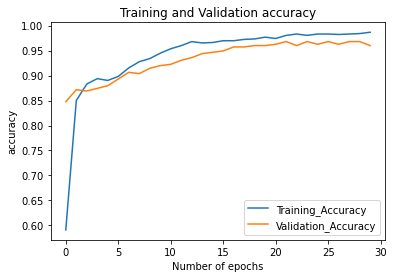 Training and Validation accuracy
1.00
0.95
0.90
0.85
0.80
0.75
0.70
0.65
0.60
accuracy
Training_Accuracy
Validation_Accuracy
0 5 10 15 20 25 30
Number of epochs